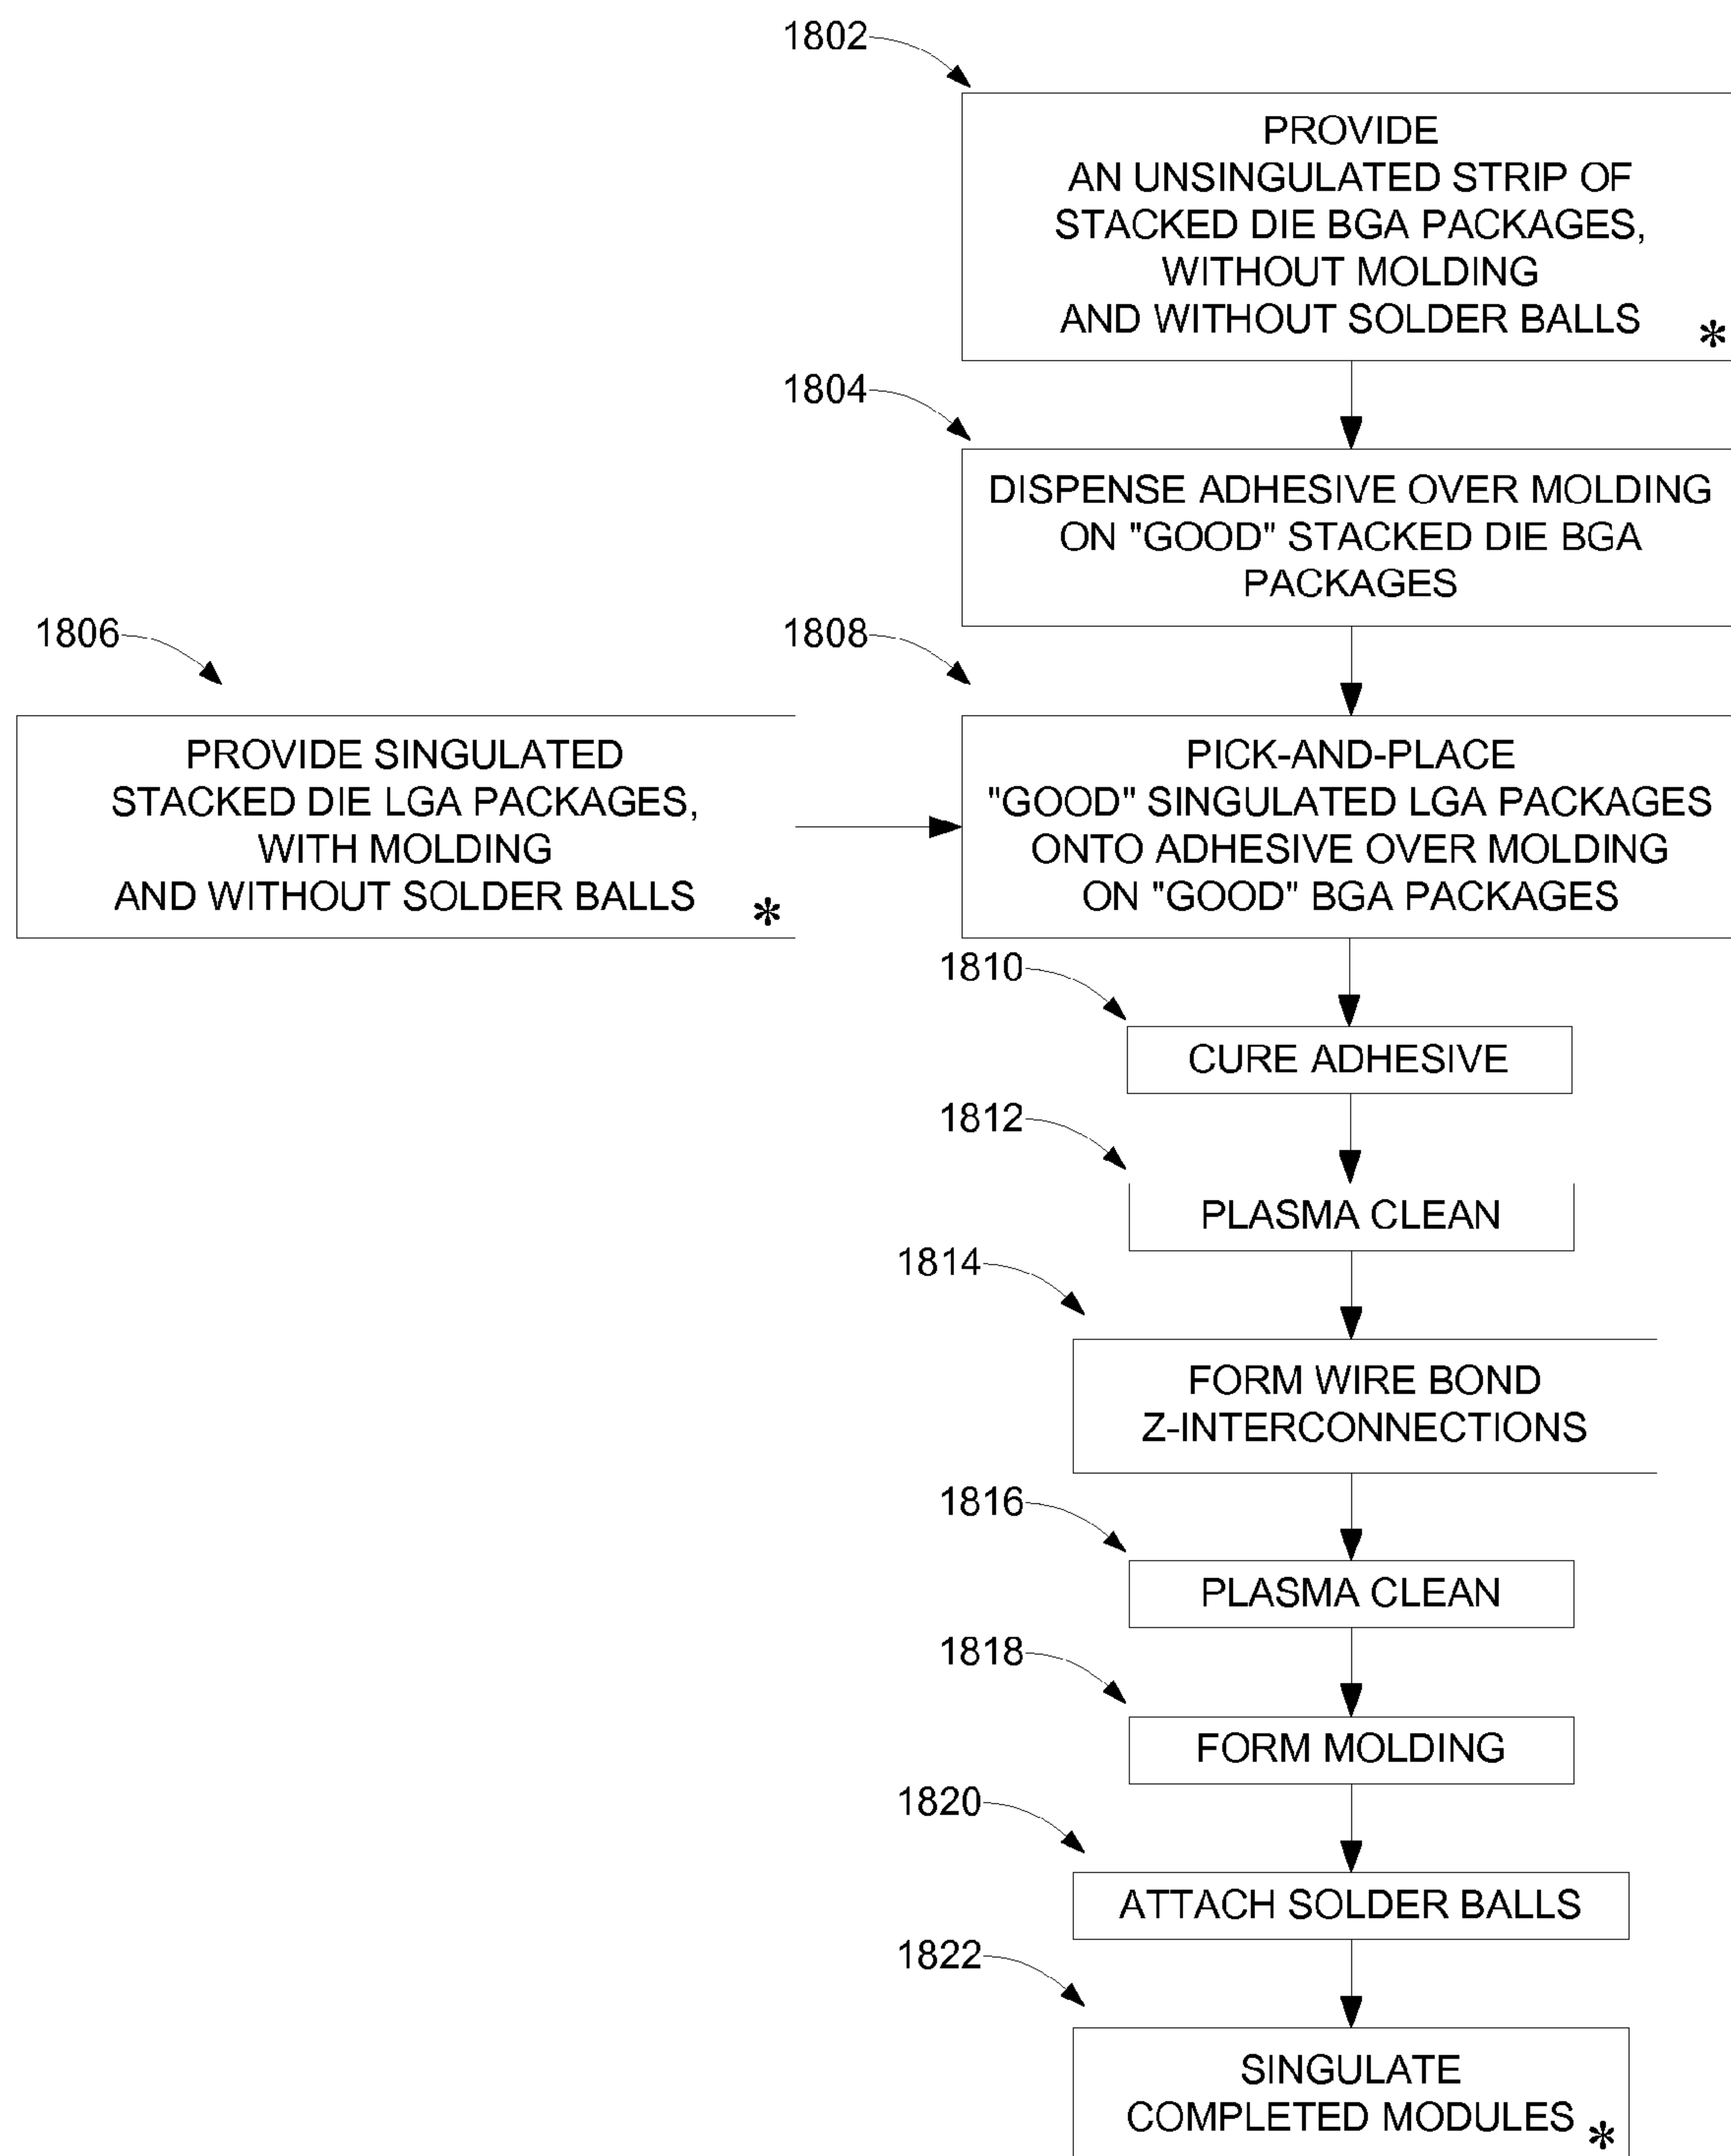 1802
PROVIDE
AN UNSINGULATED STRIP OF
STACKED DIE BGA PACKAGES,
WITHOUT MOLDING
AND WITHOUT SOLDER BALLS *
1804
DISPENSE ADHESIVE OVER MOLDING
ON "GOOD" STACKED DIE BGA
PACKAGES
1806
PROVIDE SINGULATED
STACKED DIE LGA PACKAGES,
WITH MOLDING
AND WITHOUT SOLDER BALLS *
1808
PICK-AND-PLACE
"GOOD" SINGULATED LGA PACKAGES
ONTO ADHESIVE OVER MOLDING
ON "GOOD" BGA PACKAGES
1810
CURE ADHESIVE
1812
PLASMA CLEAN
1814
FORM WIRE BOND
Z-INTERCONNECTIONS
1816
PLASMA CLEAN
1818
FORM MOLDING
1820
ATTACH SOLDER BALLS
1822
SINGULATE
COMPLETED MODULES *